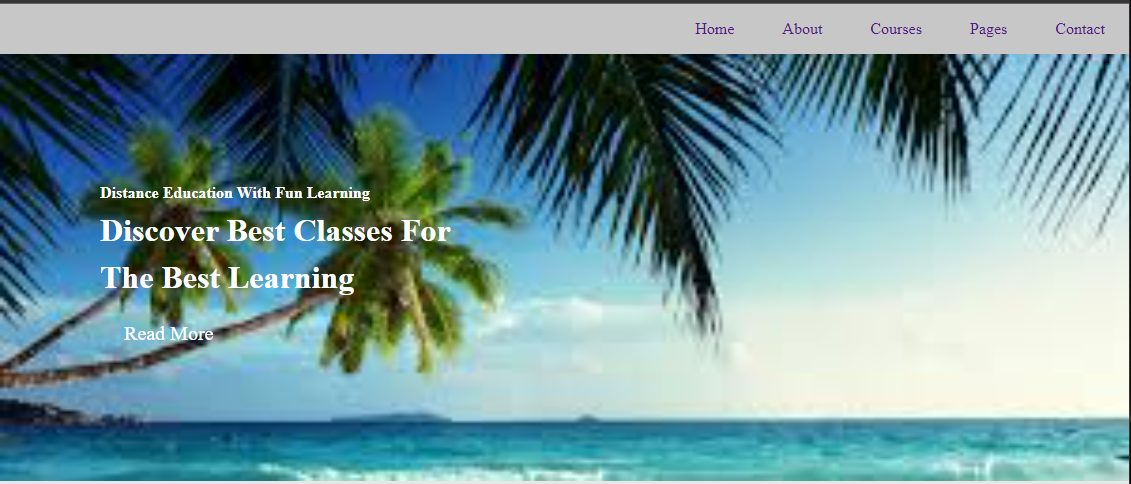 Home About Courses Pages Contact
Distance Education With Fun Learning
Discover Best Classes For
The Best Learning
Read More